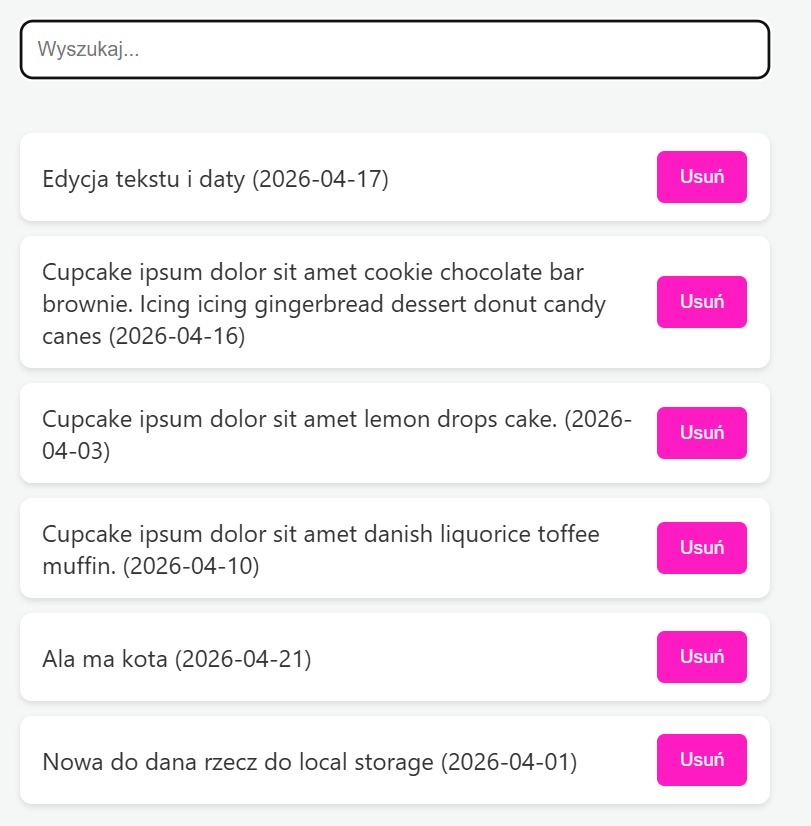 Wyszukaj...
Edycja tekstu i daty (2026-04-17)
Usuń
Cupcake ipsum dolor sit amet cookie chocolate bar
brownie. Icing icing gingerbread dessert donut candy
canes (2026-04-16)
Usuń
Cupcake ipsum dolor sit amet lemon drops cake. (2026-
04-03)
Usuń
Cupcake ipsum dolor sit amet danish liquorice toffee
muffin. (2026-04-10)
Usuń
Ala ma kota (2026-04-21)
Usuń
Nowa do dana rzecz do local storage (2026-04-01)
Usuń